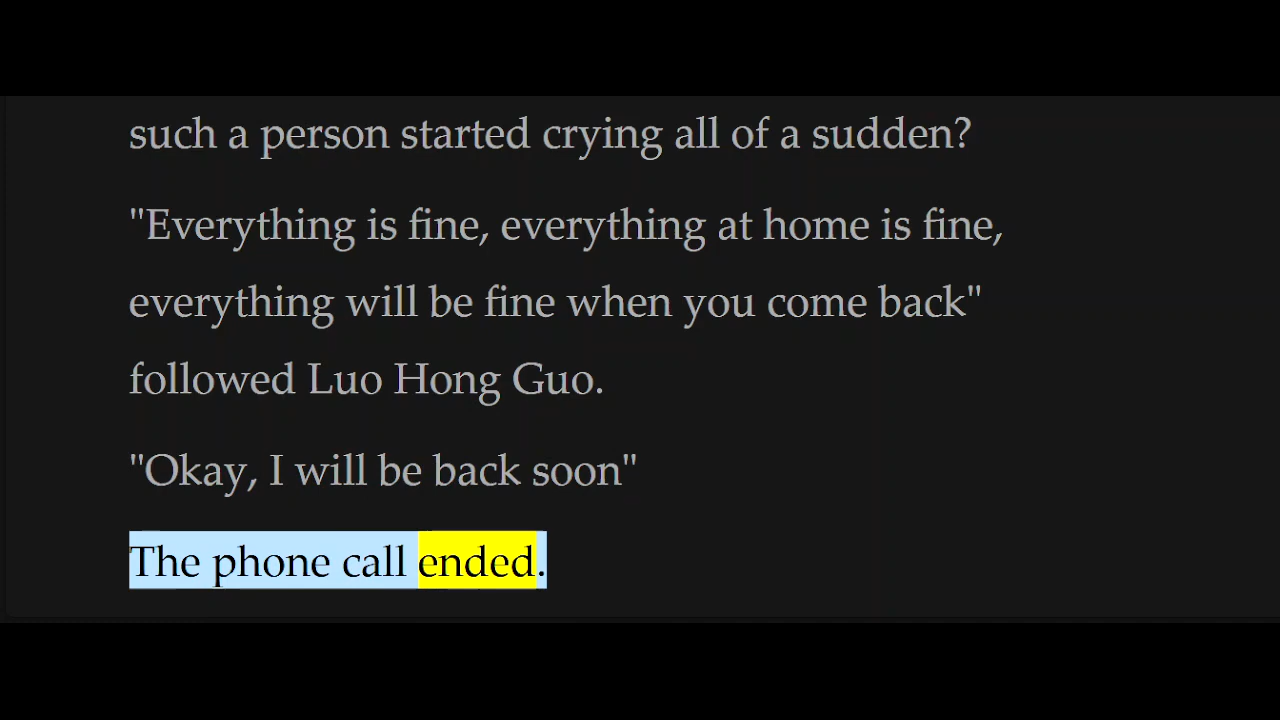 such a person started crying all of a sudden?
"Everything is fine, everything at home is fine,
everything will be fine when you come back"
followed Luo Hong Guo.
"Okay, I will be back soon"
The phone call ended.